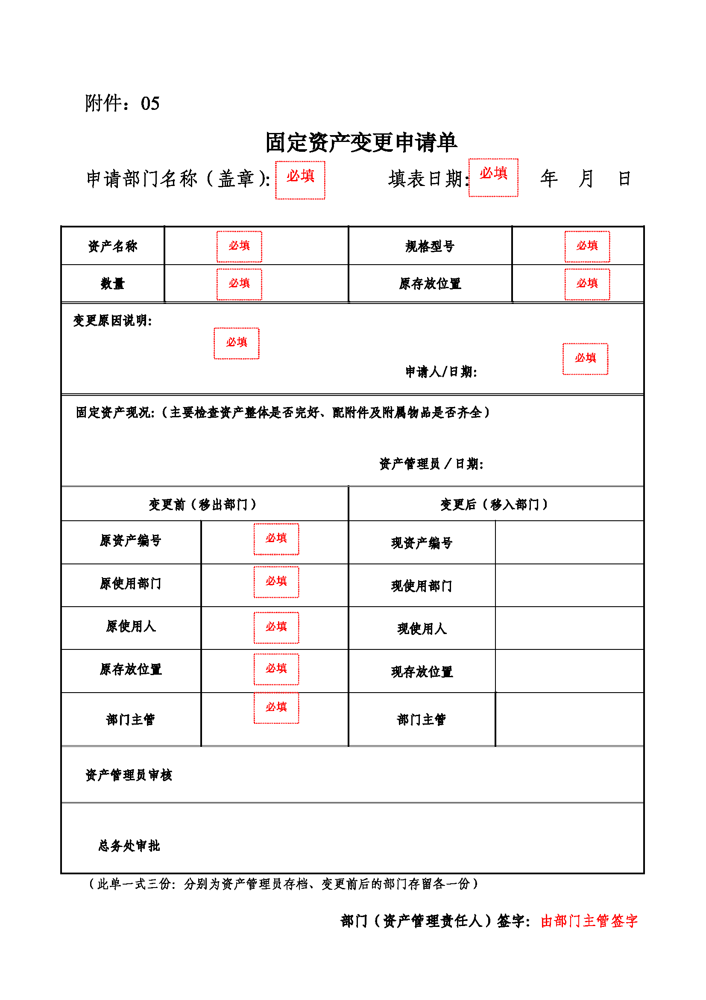 附件：05
固定资产变更申请单
申请部门名称（盖章）： 必填 填表日期： 必填 年 月 日
资产名称 必填 规格型号 必填
数量 必填 原存放位置 必填
变更原因说明：
必填
必填
申请人/日期：
固定资产现况：（主要检查资产整体是否完好、配附件及附属物品是否齐全）
资产管理员／日期：
变更前（移出部门） 变更后（移入部门）
原资产编号 必填 现资产编号
原使用部门 必填 现使用部门
原使用人 必填 现使用人
原存放位置 必填 现存放位置
部门主管 必填 部门主管
资产管理员审核
总务处审批
（此单一式三份：分别为资产管理员存档、变更前后的部门存留各一份）
部门（资产管理责任人）签字：由部门主管签字